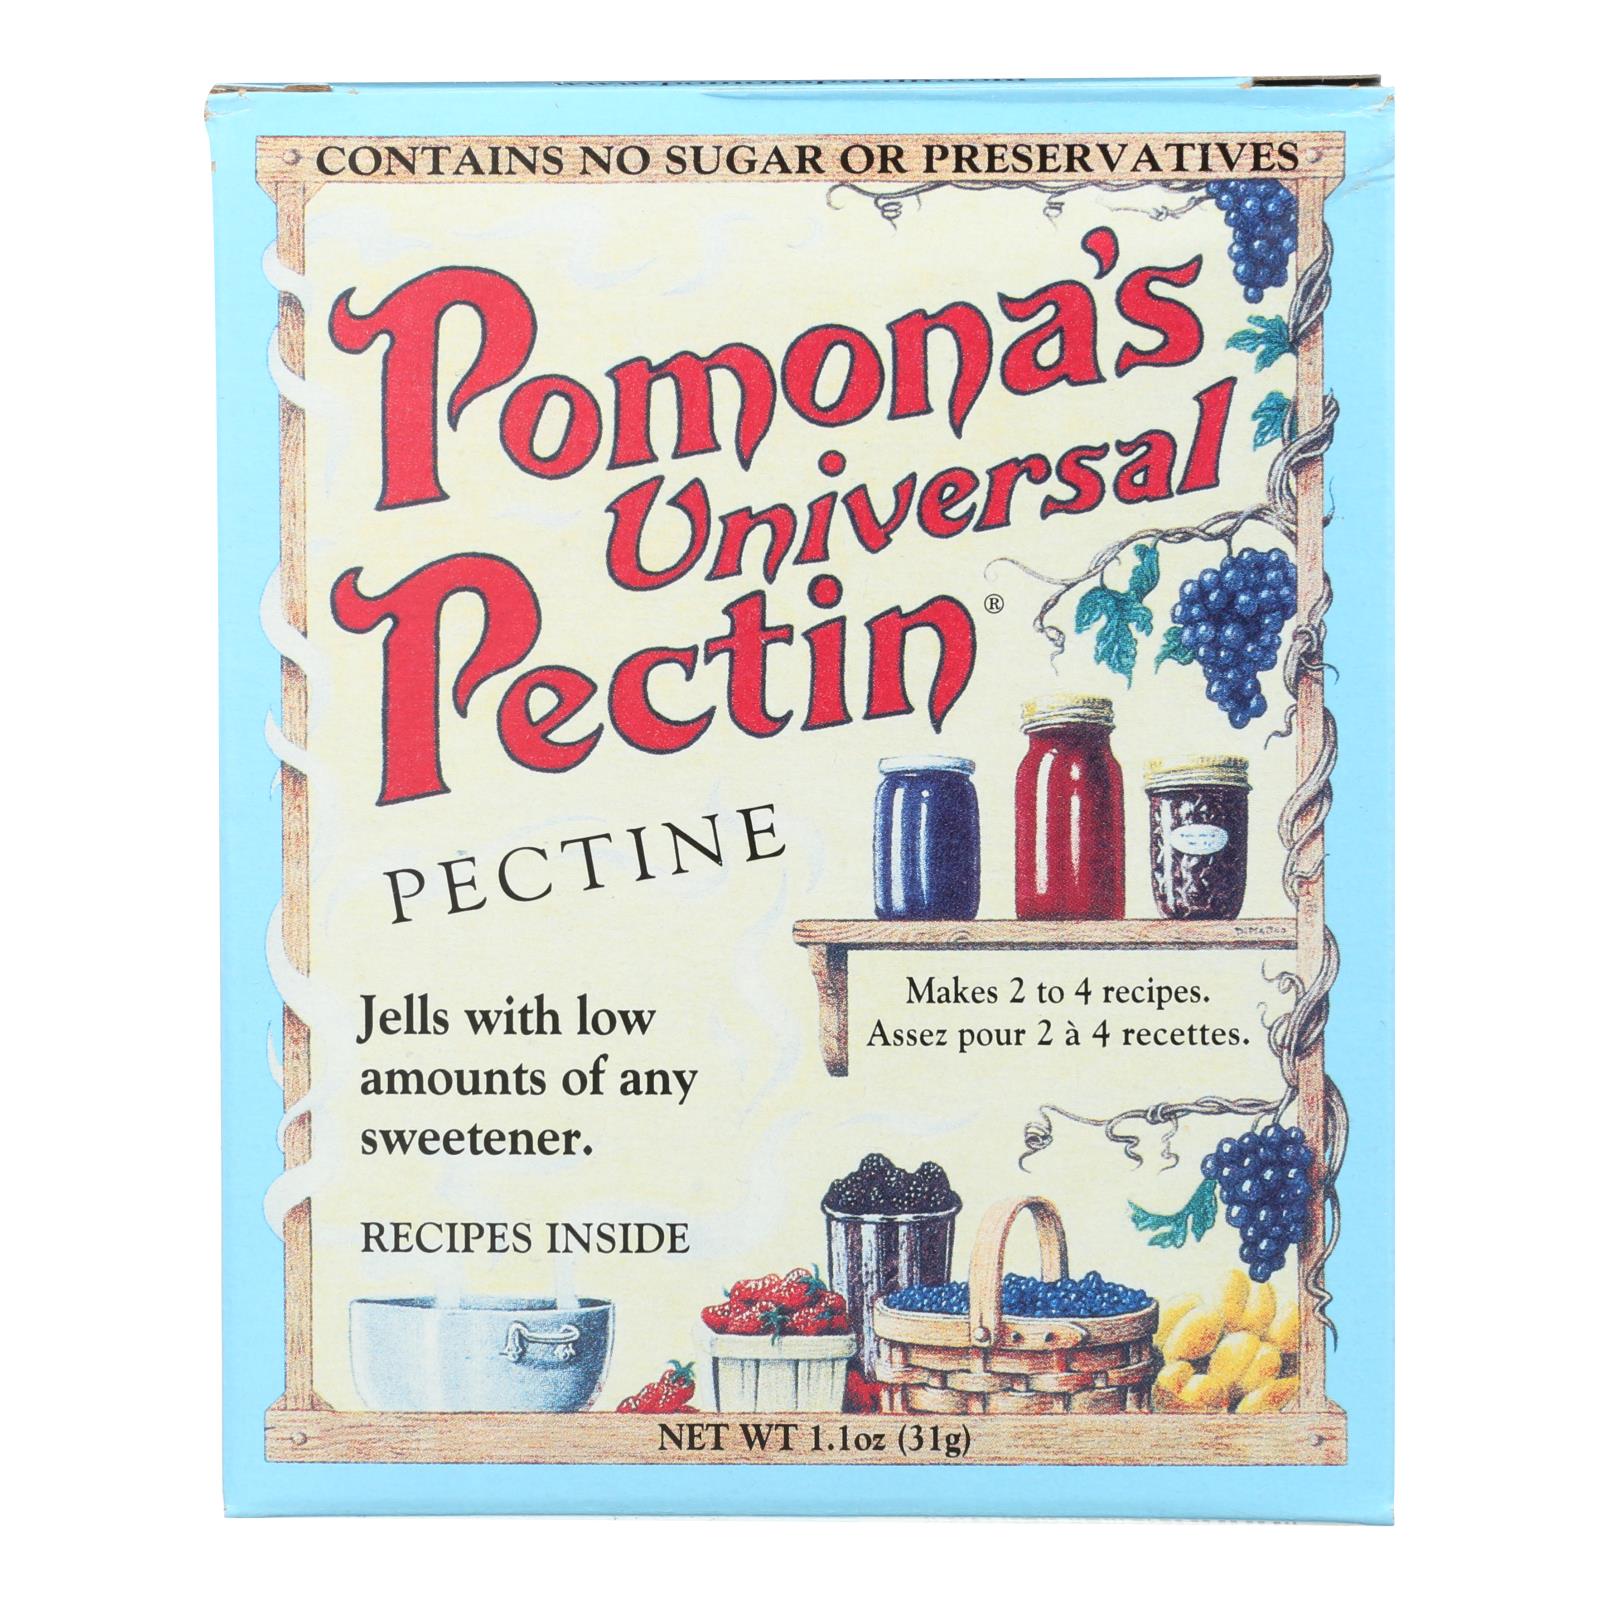 CONTAINS NO SUGAR OR PRESERVATIVES
Pomona's
Universal
Pectin®
PECTINE
Makes 2 to 4 recipes.
Assez pour 2 à 4 recettes.
Jells with low
amounts of any
sweetener.
RECIPES INSIDE
NET WT 1.1oz (31g)